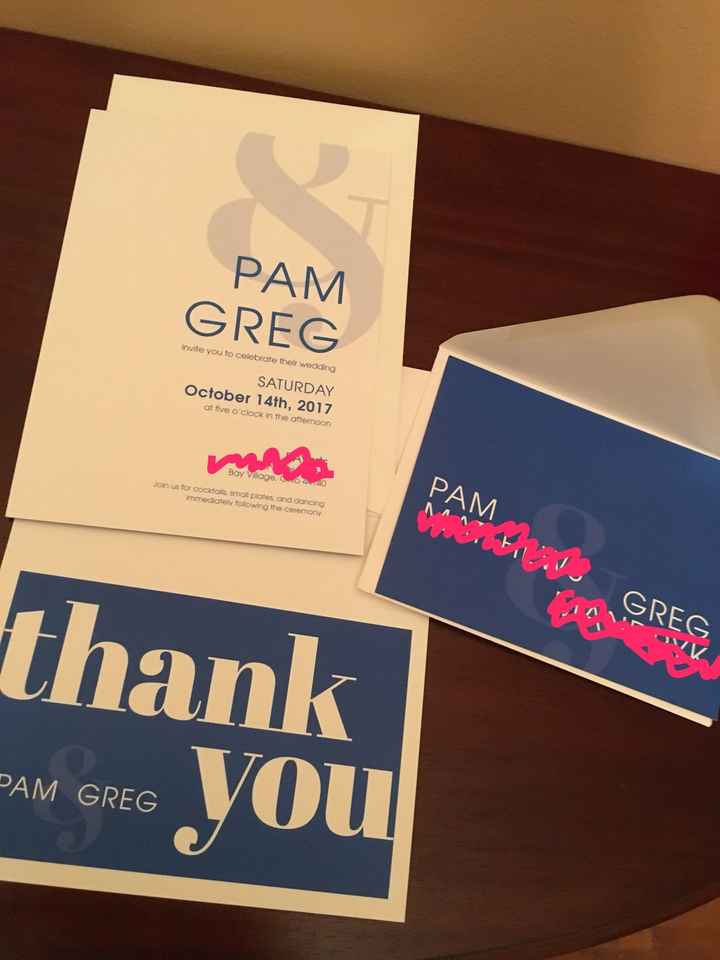 &
PAM
GREG
invite you to celebrate their wedding
SATURDAY
October 14th, 2017
at five o'clock in the afternoon
Bay Village,
Join us for cocktails, small plates, and dancing
immediately following the ceremony
PAM
&
GREG
thank
you
&
PAM GREG